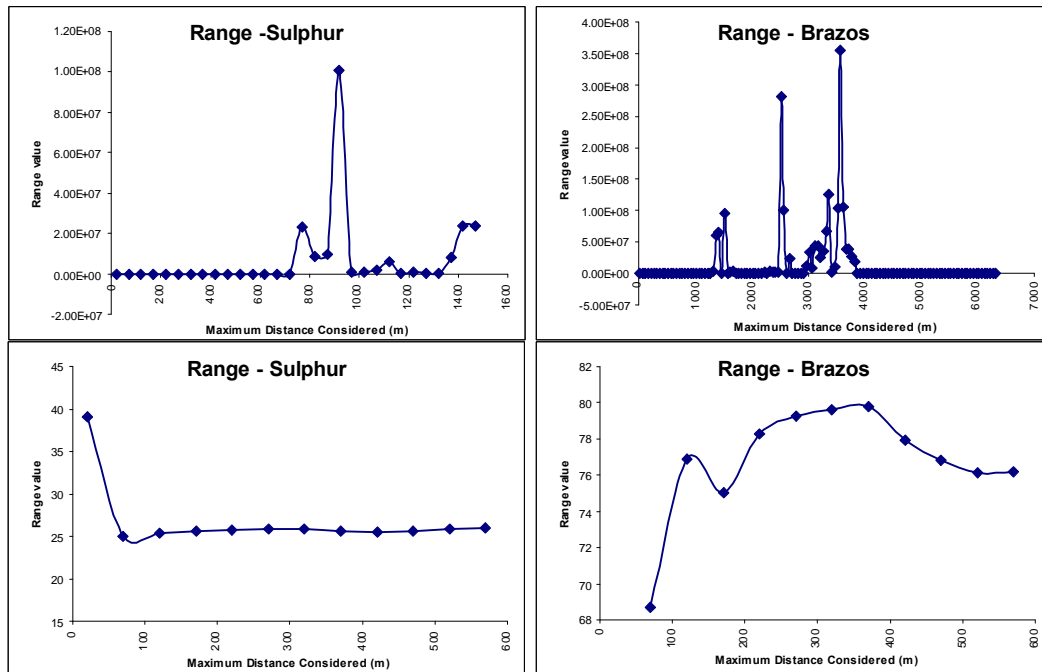 Range -Sulphur
1.20E+08
1.00E+08
8.00E+07
6.00E+07
4.00E+07
2.00E+07
0.00E+00
-2.00E+07
Range value
0
200
400
600
800
1000
1200
1400
1600
Maximum Distance Considered (m)
Range - Brazos
4.00E+08
3.50E+08
3.00E+08
2.50E+08
2.00E+08
1.50E+08
1.00E+08
5.00E+07
0.00E+00
-5.00E+07
Range value
0
1000
2000
3000
4000
5000
6000
7000
Maximum Distance Considered (m)
Range - Sulphur
45
40
35
30
25
20
15
Range value
0
100
200
300
400
500
600
Maximum Distance Considered (m)
Range - Brazos
82
80
78
76
74
72
70
68
Range value
0
100
200
300
400
500
600
Maximum Distance Considered (m)